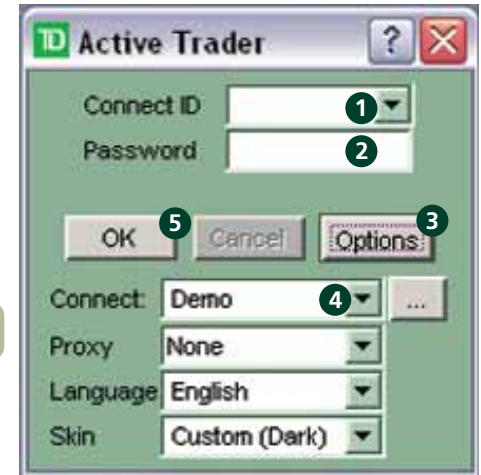 TD Active Trader ?
Connect ID 1
Password 2
OK 5 Cancel Options 3
Connect: Demo 4 ...
Proxy None
Language English
Skin Custom (Dark)